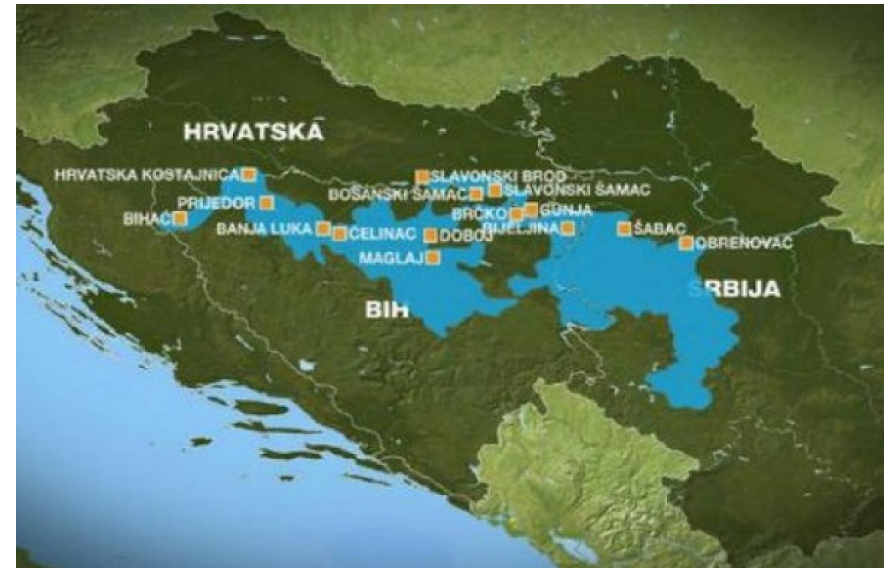 HRVATSKA
HRVATSKA KOSTAJNICA
SLAVONSKI BROD
BOSANSKI ŠAMAC
SLAVONSKI ŠAMAC
PRIJEDOR
BRČKO
GUNJA
BIHAĆ
BANJA LUKA
ČELINAC
DOBOJ
BIJELJINA
ŠABAC
OBRENOVAC
MAGLAJ
SRBIJA
BIH